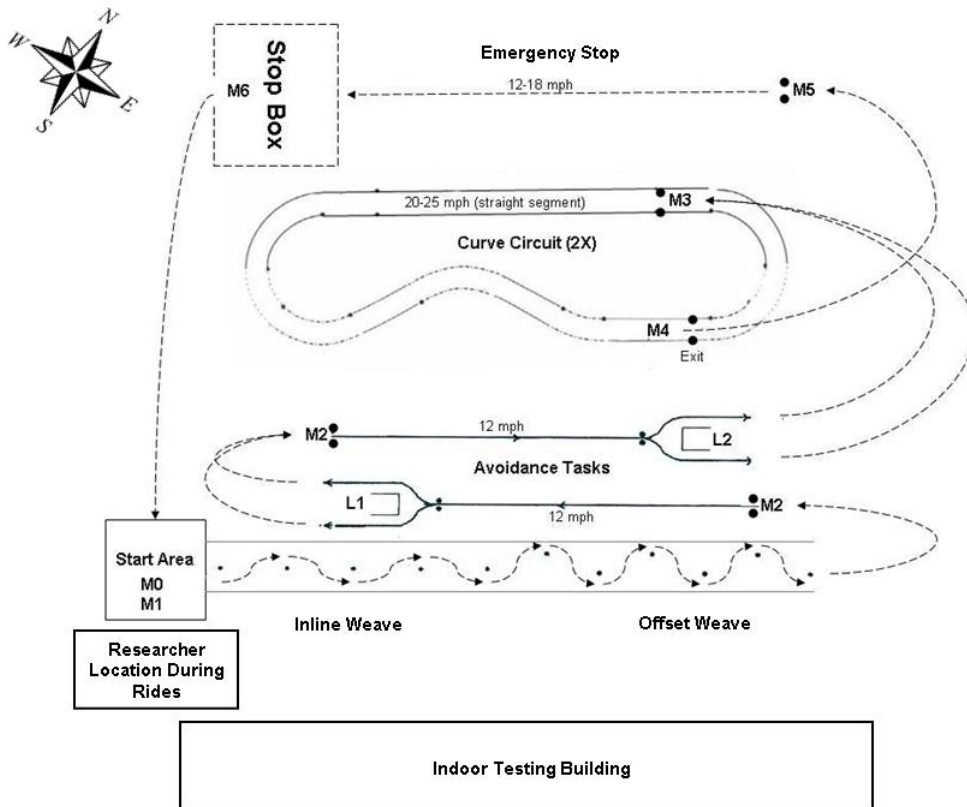 N
W
E
S
Stop Box
M6
Emergency Stop
12-18 mph
M5
20-25 mph (straight segment)
M3
Curve Circuit (2X)
M4
Exit
M2
12 mph
L2
Avoidance Tasks
L1
12 mph
M2
Start Area
M0
M1
Inline Weave
Offset Weave
Researcher
Location During
Rides
Indoor Testing Building